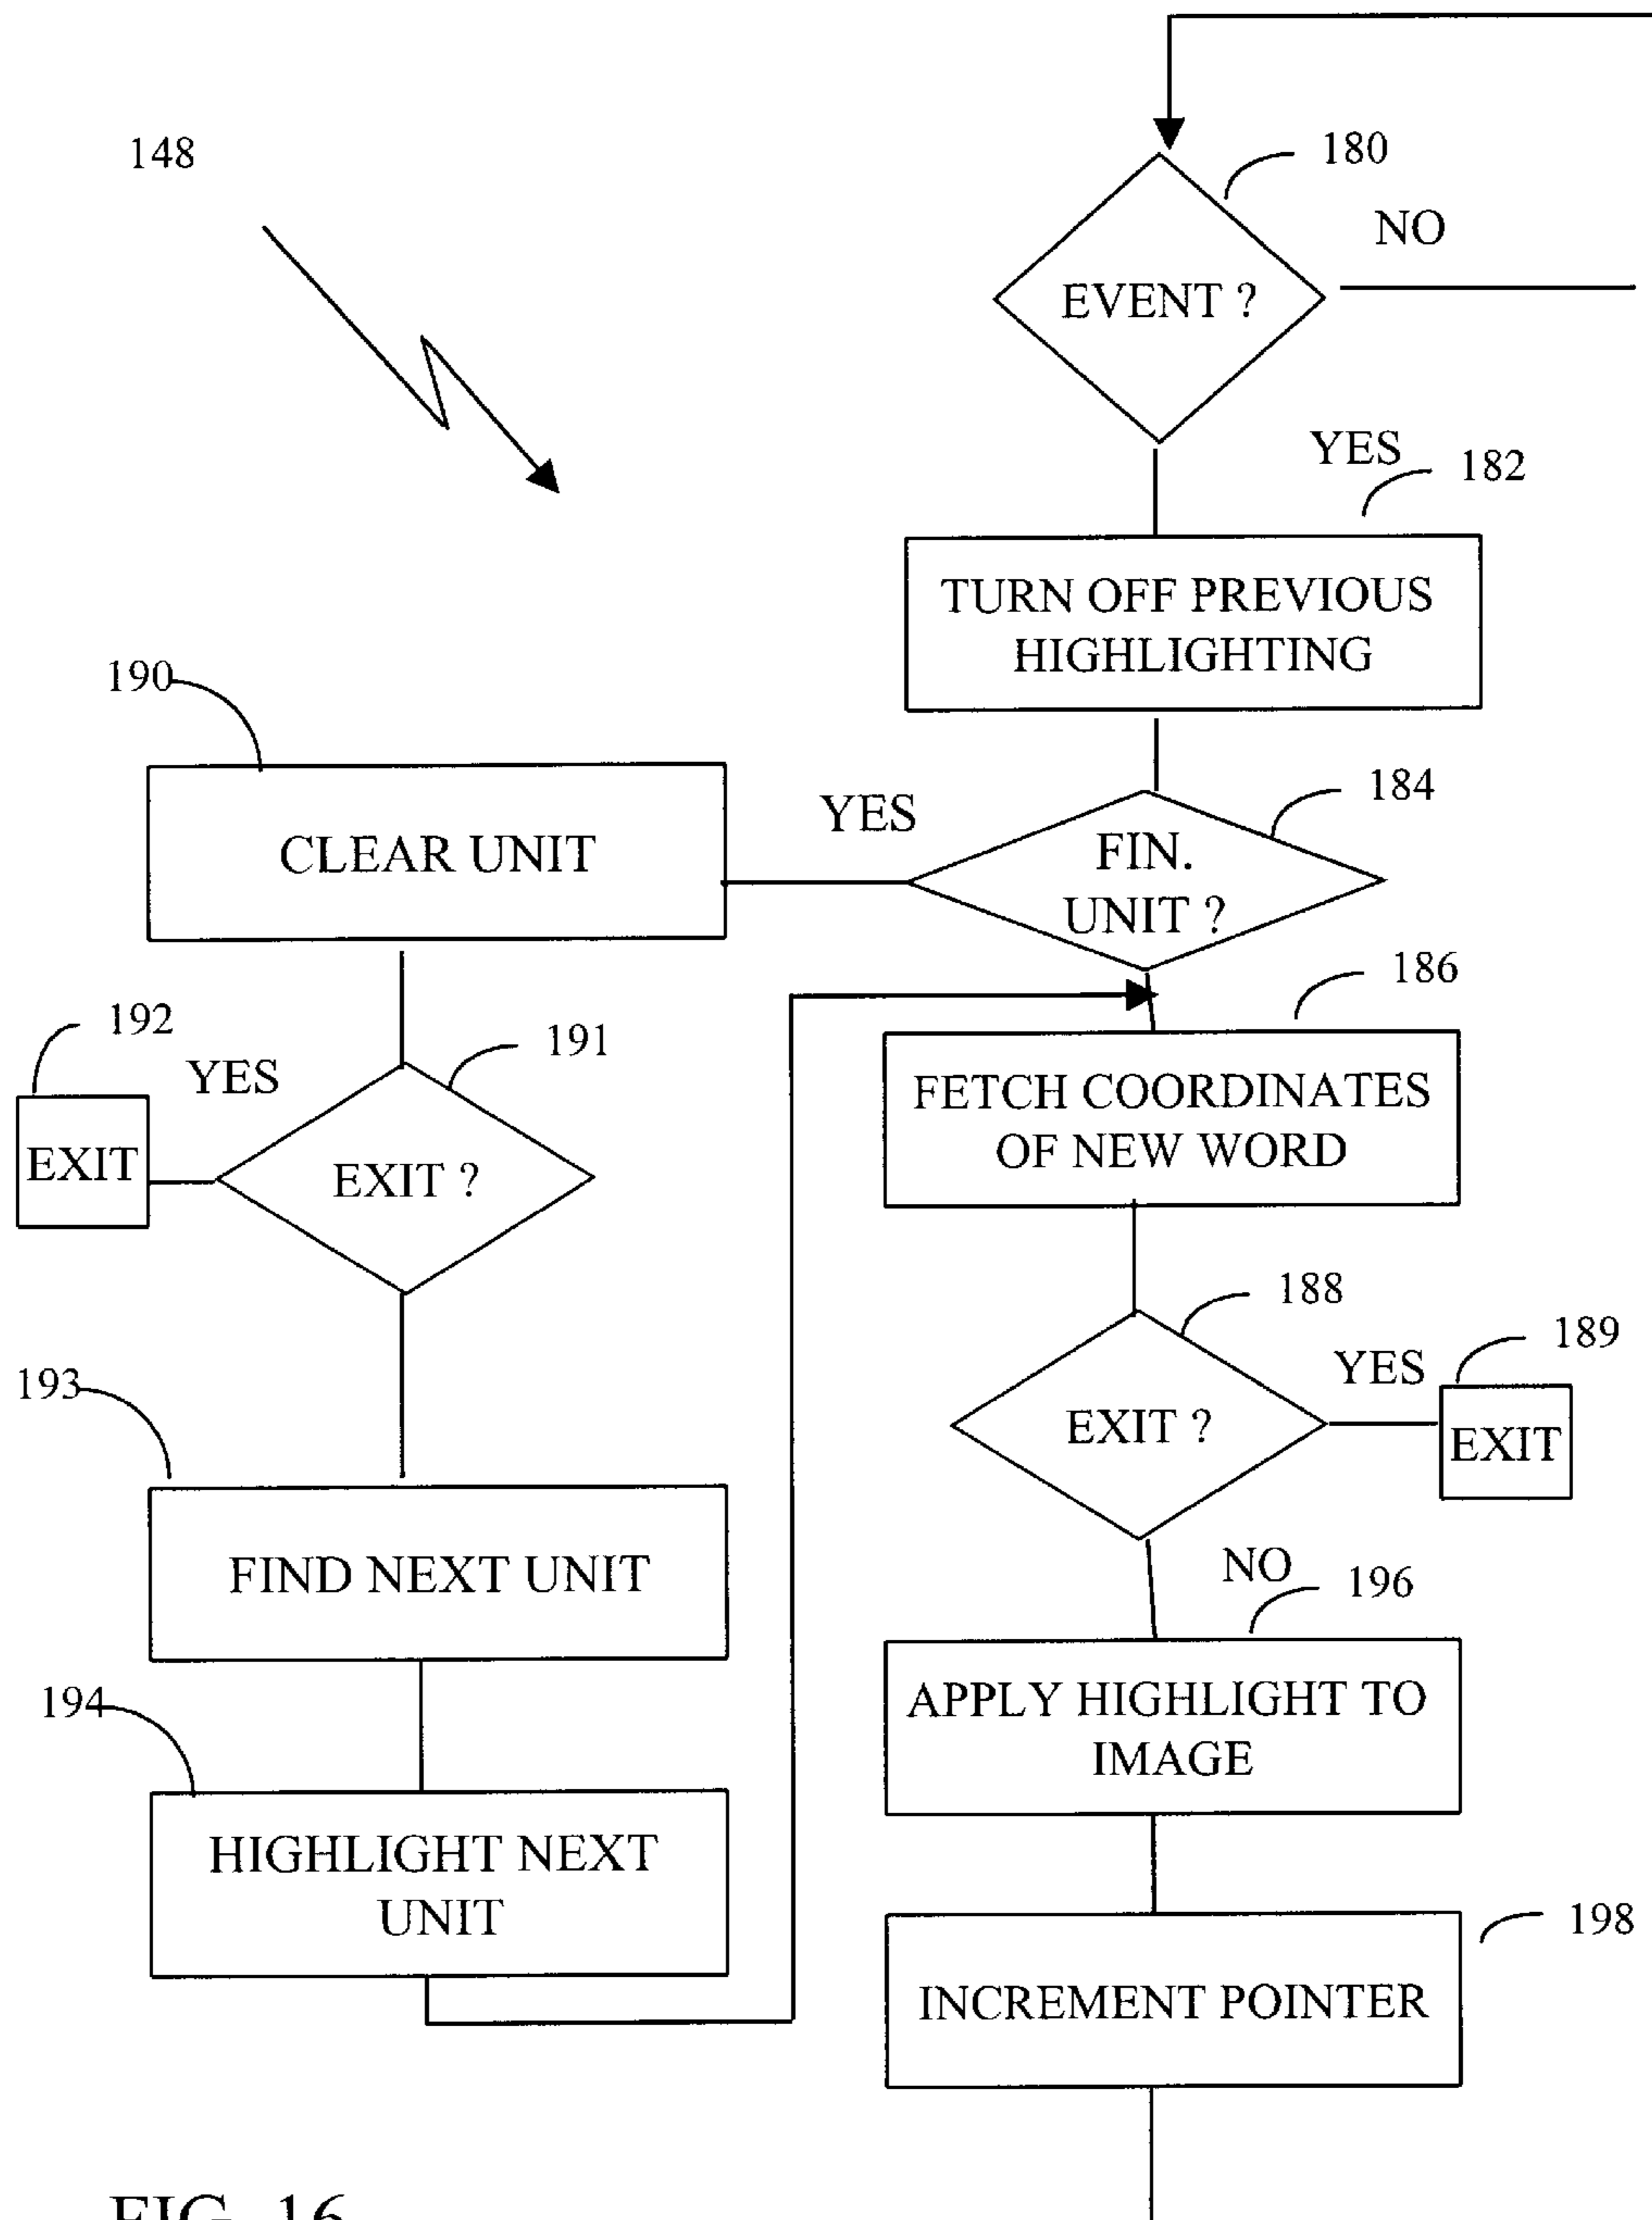 148
180
NO
EVENT ?
YES
182
TURN OFF PREVIOUS
HIGHLIGHTING
190
CLEAR UNIT
YES
184
FIN.
UNIT ?
186
FETCH COORDINATES
OF NEW WORD
192
YES
191
EXIT
EXIT ?
188
189
YES
EXIT ?
EXIT
193
FIND NEXT UNIT
NO
196
APPLY HIGHLIGHT TO
IMAGE
194
HIGHLIGHT NEXT
UNIT
198
INCREMENT POINTER
FIG. 16